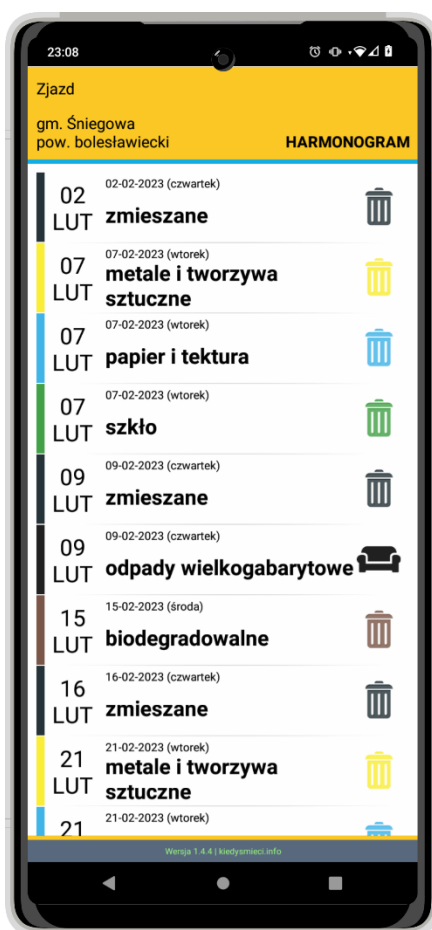 23:08
Zjazd
gm. Śniegowa
pow. bolesławiecki
HARMONOGRAM
02-02-2023 (czwartek)
02
LUT
zmieszane
07-02-2023 (wtorek)
07
LUT
metale i tworzywa
sztuczne
07-02-2023 (wtorek)
07
LUT
papier i tektura
07-02-2023 (wtorek)
07
LUT
szkło
09-02-2023 (czwartek)
09
LUT
zmieszane
09-02-2023 (czwartek)
09
LUT
odpady wielkogabarytowe
15-02-2023 (środa)
15
LUT
biodegradowalne
16-02-2023 (czwartek)
16
LUT
zmieszane
21-02-2023 (wtorek)
21
LUT
metale i tworzywa
sztuczne
21-02-2023 (wtorek)
21
Wersja 1.4.4 | kiedysmieci.info